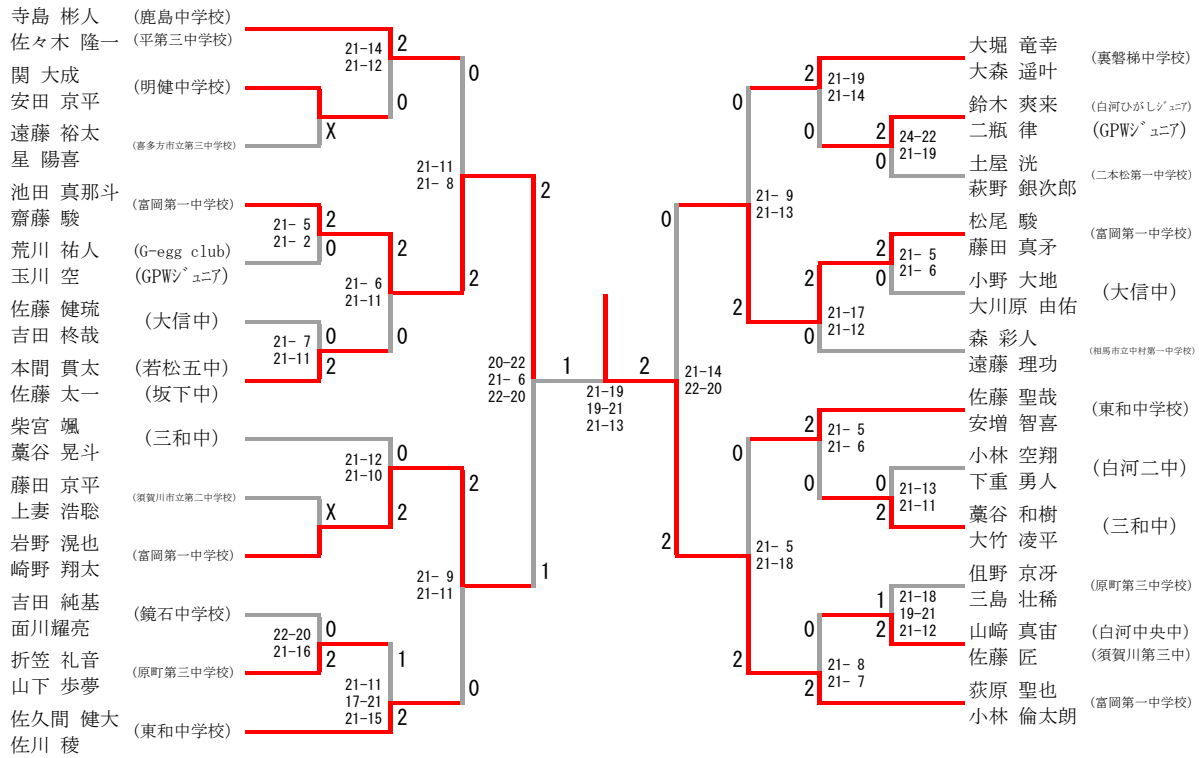 寺島 彬人 (鹿島中学校)
佐々木 隆一 (平第三中学校)
関 大成
安田 京平
(明健中学校)
遠藤 裕太
星 陽喜
(喜多方市立第三中学校)
池田 真那斗
齋藤 駿
(富岡第一中学校)
荒川 祐人 (G-egg club)
玉川 空 (GPWジュニア)
佐藤 健琉
吉田 柊哉
(大信中)
本間 貫太 (若松五中)
佐藤 太一 (坂下中)
柴宮 颯
藁谷 晃斗
(三和中)
藤田 京平
上妻 浩聡
(須賀川市立第二中学校)
岩野 滉也
崎野 翔太
(富岡第一中学校)
吉田 純基
面川耀亮
(鏡石中学校)
折笠 礼音
山下 歩夢
(原町第三中学校)
佐久間 健大
佐川 稜
(東和中学校)
21-14
21-12
2
0
X
21- 5
21- 2
2
0
21- 7
21-11
0
2
21- 6
21-11
2
0
21-11
21- 8
0
2
21-12
21-10
0
2
X
22-20
21-16
0
2
21-11
17-21
21-15
1
2
21- 9
21-11
2
0
20-22
21- 6
22-20
2
1
1
21-19
19-21
21-13
2
21-14
22-20
0
2
21- 9
21-13
0
2
21-19
21-14
2
0
24-22
21-19
2
0
21- 5
21- 6
2
0
21-17
21-12
2
0
21- 5
21-18
0
2
21- 5
21- 6
2
0
21-13
21-11
0
2
21-18
19-21
21-12
1
2
21- 8
21- 7
0
2
大堀 竜幸
大森 遥叶
(裏磐梯中学校)
鈴木 爽来 (白河ひがしジュニア)
二瓶 律 (GPWジュニア)
土屋 洸
萩野 銀次郎
(二本松第一中学校)
松尾 駿
藤田 真矛
(富岡第一中学校)
小野 大地
大川原 由佑
(大信中)
森 彩人
遠藤 理功
(相馬市立中村第一中学校)
佐藤 聖哉
安増 智喜
(東和中学校)
小林 空翔
下重 勇人
(白河二中)
藁谷 和樹
大竹 凌平
(三和中)
伹野 京冴
三島 壮稀
(原町第三中学校)
山﨑 真宙 (白河中央中)
佐藤 匠 (須賀川第三中)
荻原 聖也
小林 倫太朗
(富岡第一中学校)